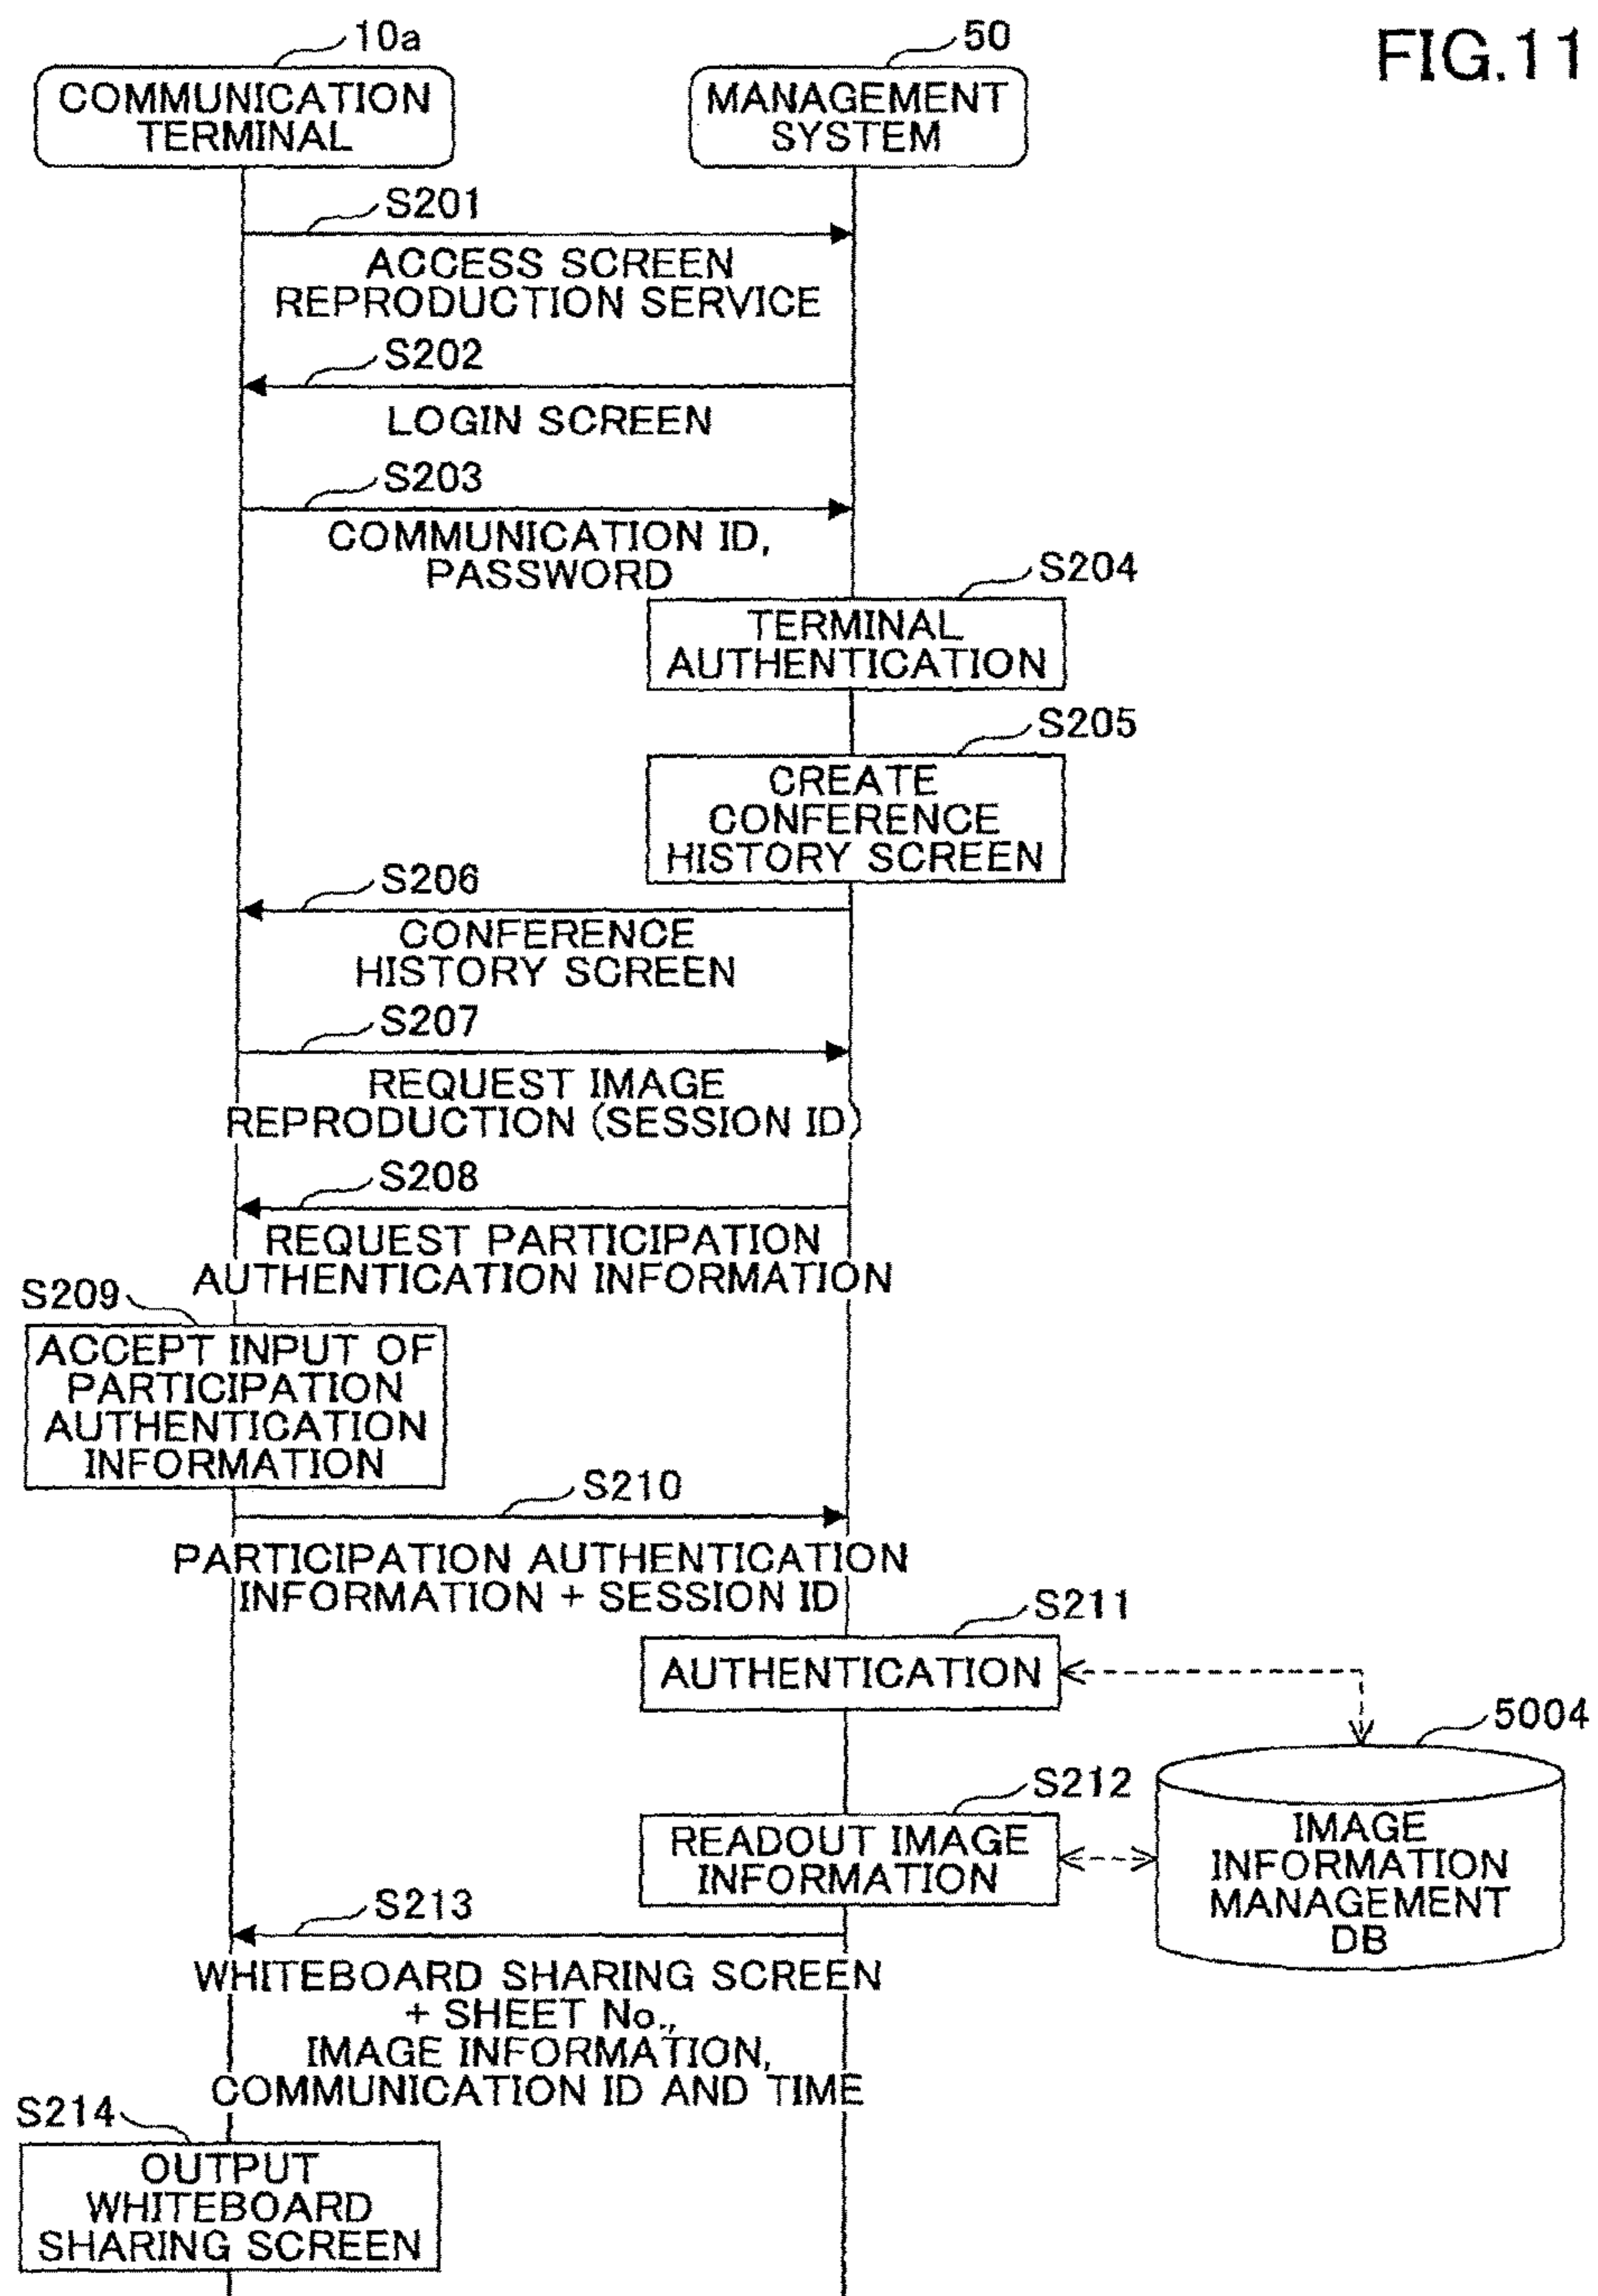 FIG.11
10a
COMMUNICATION
TERMINAL
50
MANAGEMENT
SYSTEM
S201
ACCESS SCREEN
REPRODUCTION SERVICE
S202
LOGIN SCREEN
S203
COMMUNICATION ID,
PASSWORD
S204
TERMINAL
AUTHENTICATION
S205
CREATE
CONFERENCE
HISTORY SCREEN
S206
CONFERENCE
HISTORY SCREEN
S207
REQUEST IMAGE
REPRODUCTION (SESSION ID)
S208
REQUEST PARTICIPATION
AUTHENTICATION INFORMATION
S209
ACCEPT INPUT OF
PARTICIPATION
AUTHENTICATION
INFORMATION
S210
PARTICIPATION AUTHENTICATION
INFORMATION + SESSION ID
S211
AUTHENTICATION
5004
IMAGE
INFORMATION
MANAGEMENT
DB
S212
READOUT IMAGE
INFORMATION
S213
WHITEBOARD SHARING SCREEN
+ SHEET No.,
IMAGE INFORMATION,
COMMUNICATION ID AND TIME
S214
OUTPUT
WHITEBOARD
SHARING SCREEN